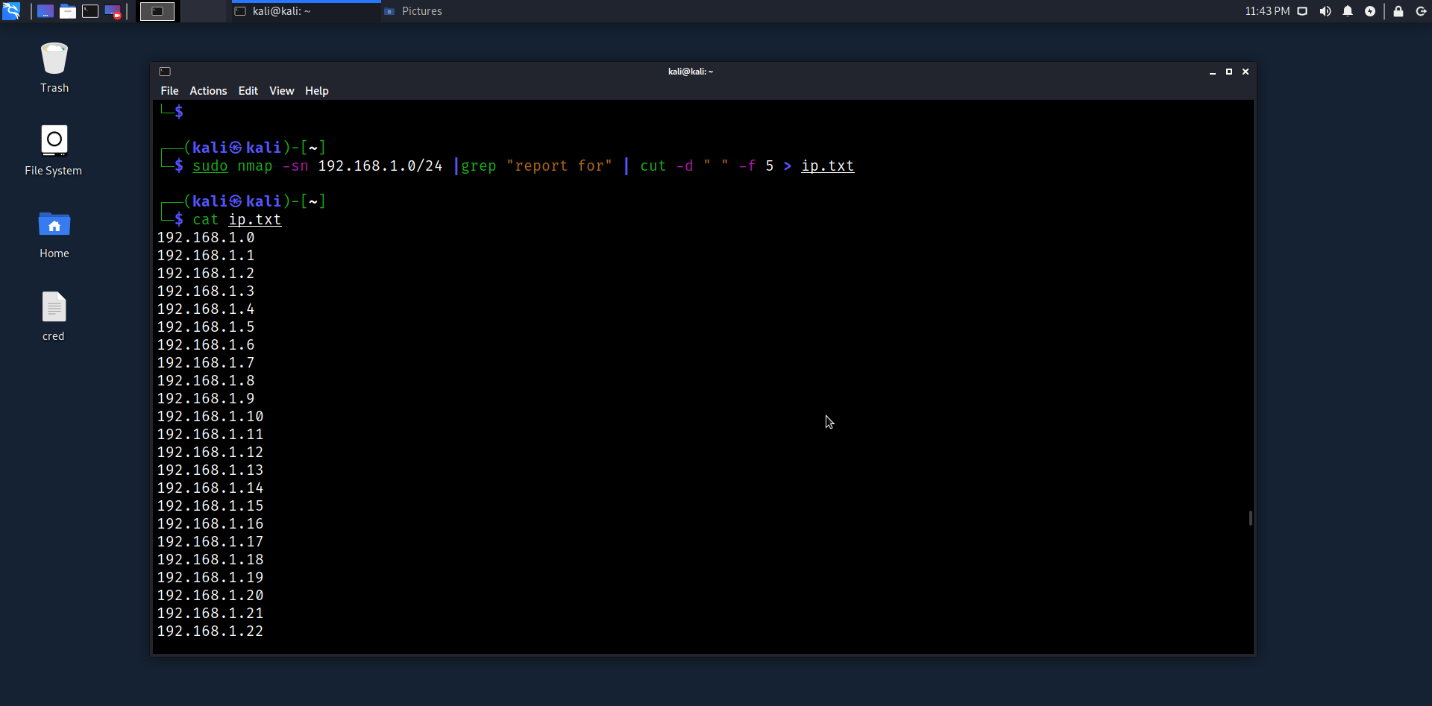 kali@kali: ~
Pictures
11:43 PM
Trash
File System
Home
cred
kali@kali: ~
File Actions Edit View Help
└─$
┌──(kali㉿kali)-[~]
└─$ sudo nmap -sn 192.168.1.0/24 |grep "report for" | cut -d " " -f 5 > ip.txt
┌──(kali㉿kali)-[~]
└─$ cat ip.txt
192.168.1.0
192.168.1.1
192.168.1.2
192.168.1.3
192.168.1.4
192.168.1.5
192.168.1.6
192.168.1.7
192.168.1.8
192.168.1.9
192.168.1.10
192.168.1.11
192.168.1.12
192.168.1.13
192.168.1.14
192.168.1.15
192.168.1.16
192.168.1.17
192.168.1.18
192.168.1.19
192.168.1.20
192.168.1.21
192.168.1.22